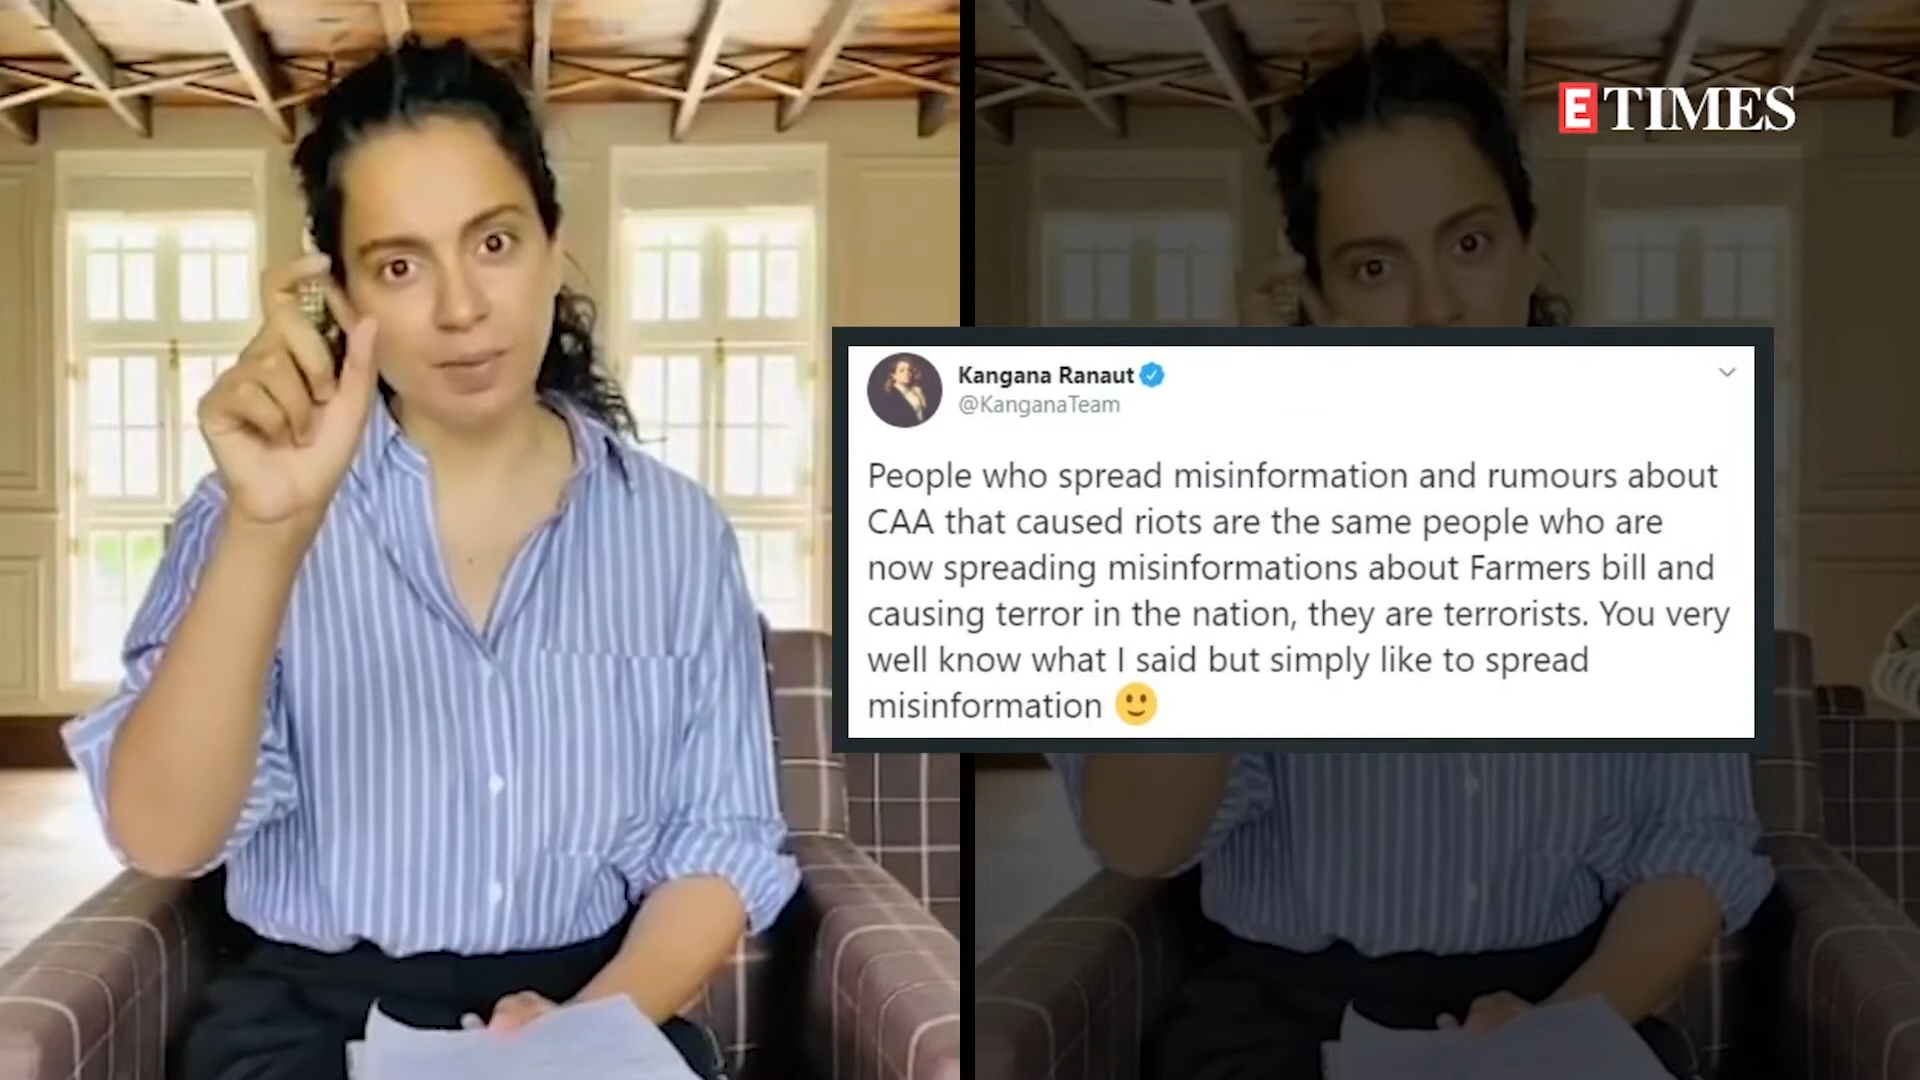 E TIMES
Kangana Ranaut
@KanganaTeam
People who spread misinformation and rumours about
CAA that caused riots are the same people who are
now spreading misinformations about Farmers bill and
causing terror in the nation, they are terrorists. You very
well know what I said but simply like to spread
misinformation 🙂